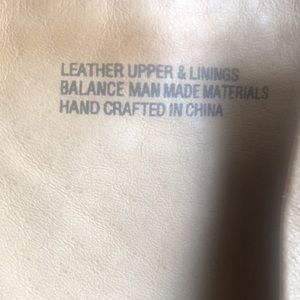 LEATHER UPPER & LININGS
BALANCE MAN MADE MATERIALS
HAND CRAFTED IN CHINA